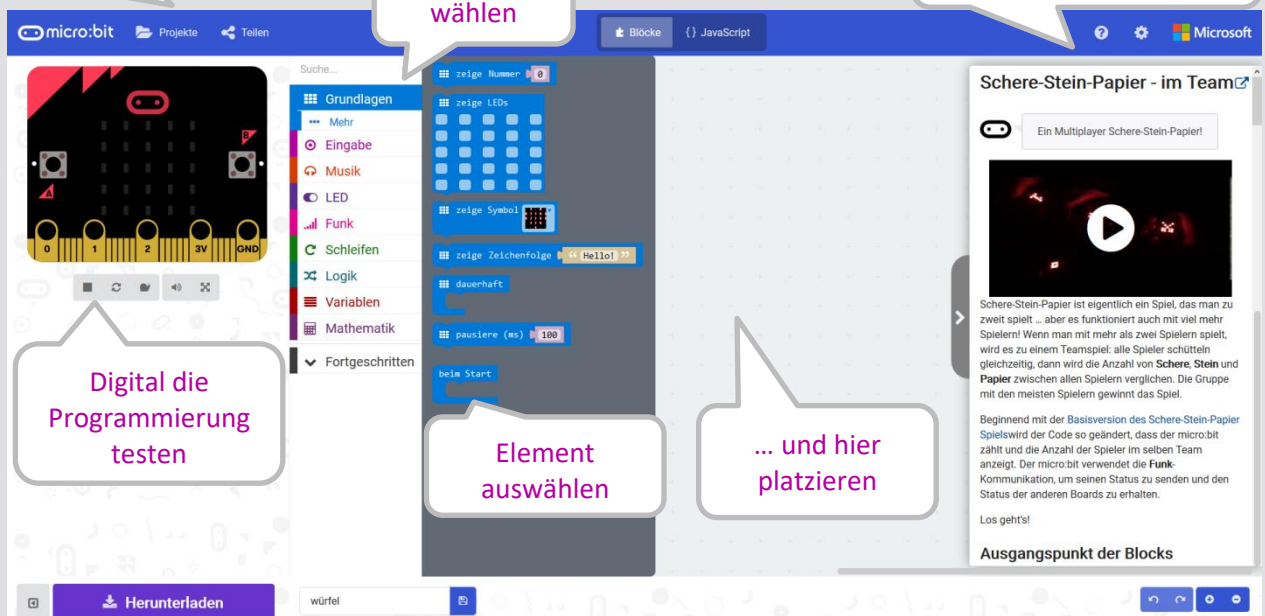 wählen
micro:bit
Projekte
Teilen
Blöcke
{} JavaScript
Microsoft
Suche...
Grundlagen
Mehr
Eingabe
Musik
LED
Funk
Schleifen
Logik
Variablen
Mathematik
Fortgeschritten
zeige Nummer 0
zeige LEDs
zeige Symbol
zeige Zeichenfolge “ Hello! ”
dauerhaft
pausiere (ms) 100
beim Start
A
B
0 1 2 3V GND
Digital die
Programmierung
testen
Element
auswählen
... und hier
platzieren
Schere-Stein-Papier - im Team
Ein Multiplayer Schere-Stein-Papier!
Schere-Stein-Papier ist eigentlich ein Spiel, das man zu
zweit spielt ... aber es funktioniert auch mit viel mehr
Spielern! Wenn man mit mehr als zwei Spielern spielt,
wird es zu einem Teamspiel: alle Spieler schütteln
gleichzeitig, dann wird die Anzahl von Schere, Stein und
Papier zwischen allen Spielern verglichen. Die Gruppe
mit den meisten Spielern gewinnt das Spiel.
Beginnend mit der Basisversion des Schere-Stein-Papier
Spielswird der Code so geändert, dass der micro:bit
zählt und die Anzahl der Spieler im selben Team
anzeigt. Der micro:bit verwendet die Funk-
Kommunikation, um seinen Status zu senden und den
Status der anderen Boards zu erhalten.
Los geht's!
Ausgangspunkt der Blocks
Herunterladen
würfel